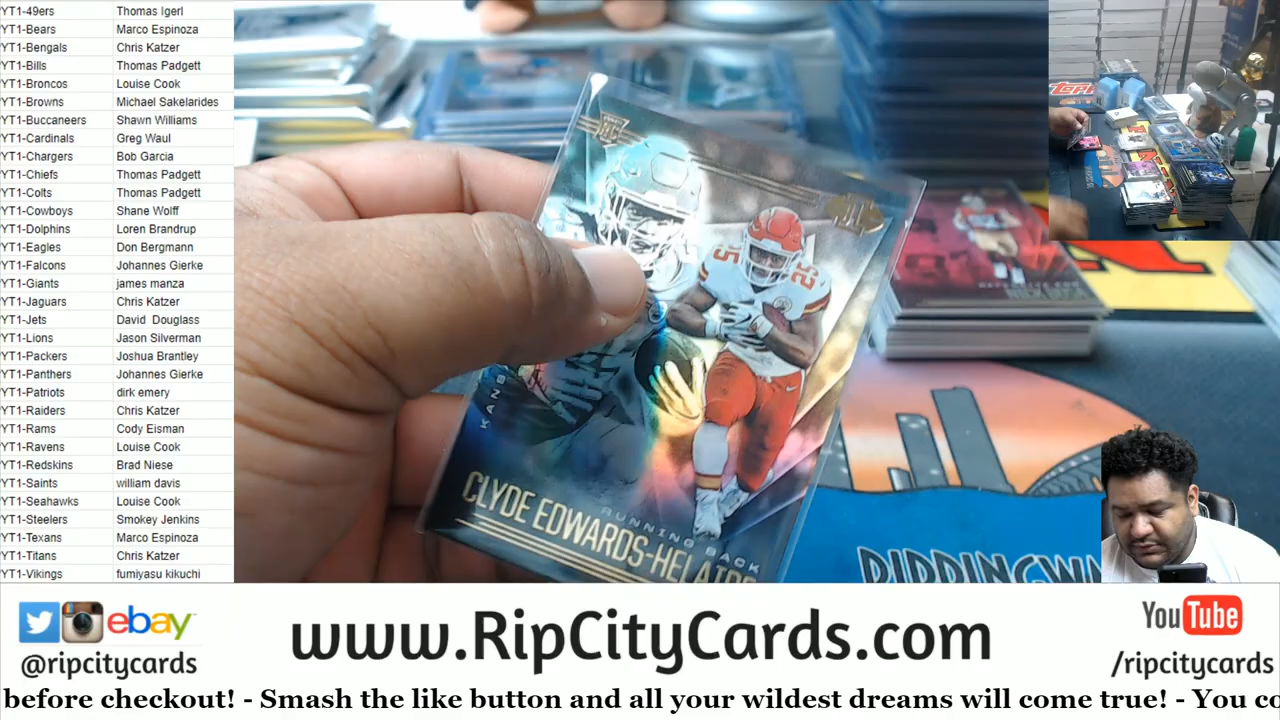 YT1-49ers Thomas Igerl
YT1-Bears Marco Espinoza
YT1-Bengals Chris Katzer
YT1-Bills Thomas Padgett
YT1-Broncos Louise Cook
YT1-Browns Michael Sakelarides
YT1-Buccaneers Shawn Williams
YT1-Cardinals Greg Waul
YT1-Chargers Bob Garcia
YT1-Chiefs Thomas Padgett
YT1-Colts Thomas Padgett
YT1-Cowboys Shane Wolff
YT1-Dolphins Loren Brandrup
YT1-Eagles Don Bergmann
YT1-Falcons Johannes Gierke
YT1-Giants james manza
YT1-Jaguars Chris Katzer
YT1-Jets David Douglass
YT1-Lions Jason Silverman
YT1-Packers Joshua Brantley
YT1-Panthers Johannes Gierke
YT1-Patriots dirk emery
YT1-Raiders Chris Katzer
YT1-Rams Cody Eisman
YT1-Ravens Louise Cook
YT1-Redskins Brad Niese
YT1-Saints william davis
YT1-Seahawks Louise Cook
YT1-Steelers Smokey Jenkins
YT1-Texans Marco Espinoza
YT1-Titans Chris Katzer
YT1-Vikings fumiyasu kikuchi
RC
25
25
KANS
RUNNING BACK
CLYDE EDWARDS-HELAIRE
TOPPS
ebay
@ripcitycards
www.RipCityCards.com
YouTube
/ripcitycards
before checkout! - Smash the like button and all your wildest dreams will come true! - You co